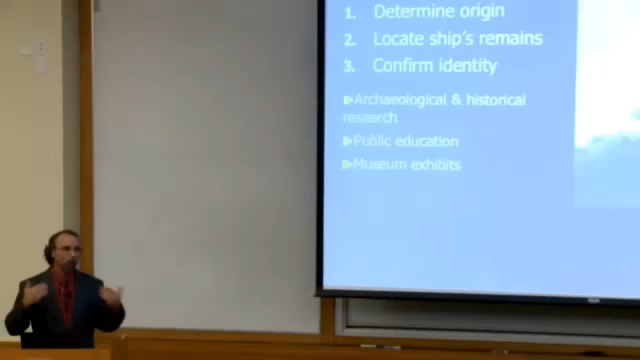 1. Determine origin
2. Locate ship's remains
3. Confirm identity
Archaeological & historical
research
Public education
Museum exhibits